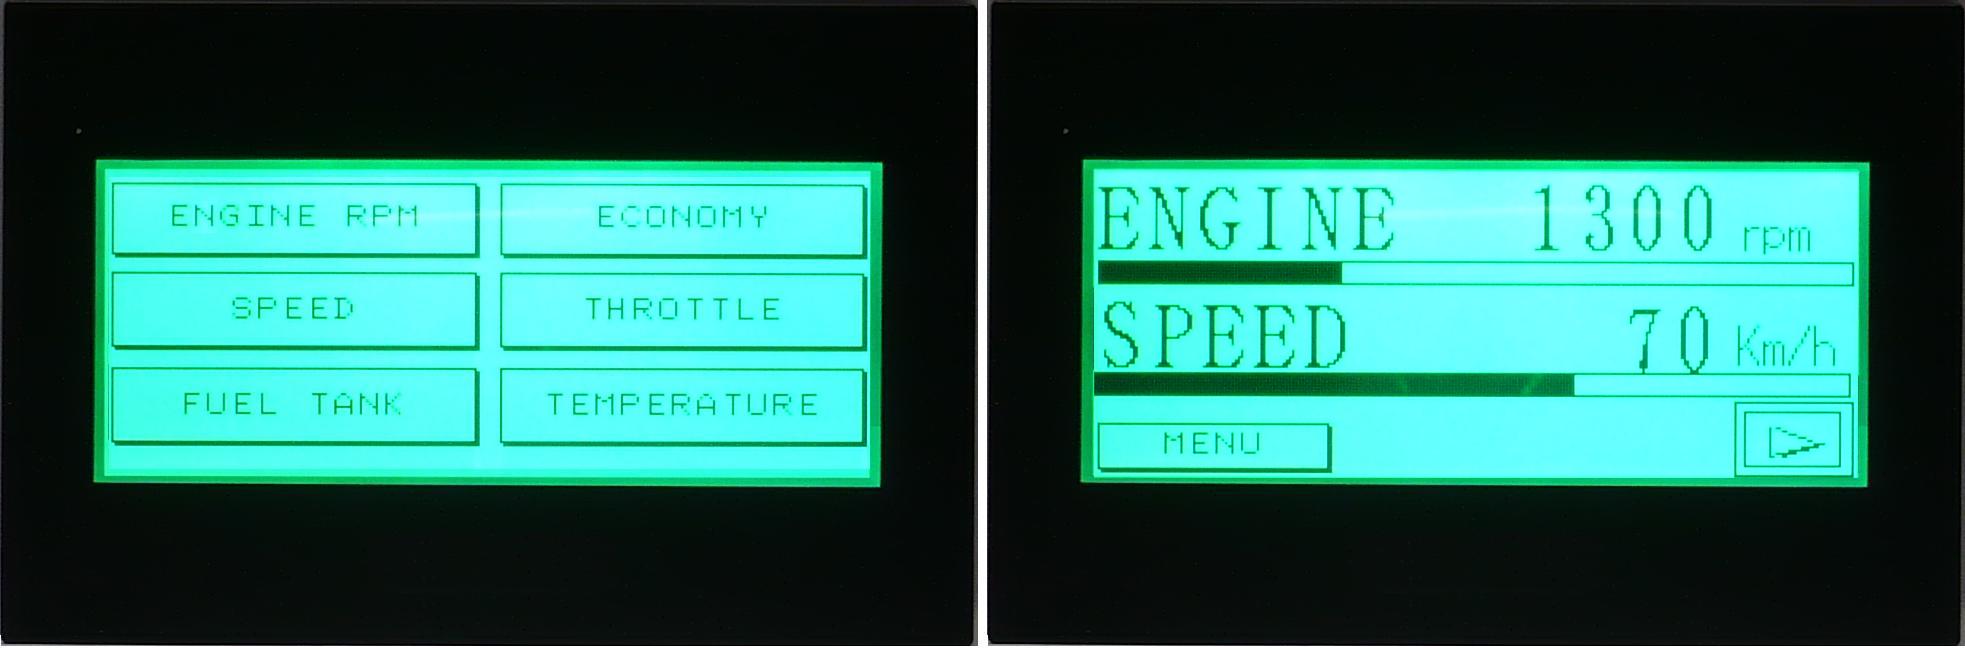 ENGINE RPM ECONOMY
SPEED THROTTLE
FUEL TANK TEMPERATURE
ENGINE 1300 rpm
SPEED 70 Km/h
MENU